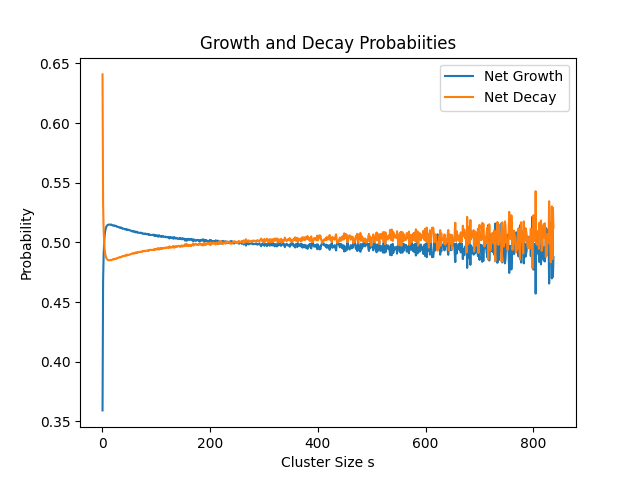 Growth and Decay Probabiities
Net Growth
Net Decay
0.65
0.60
0.55
0.50
0.45
0.40
0.35
Probability
0
200
400
600
800
Cluster Size s